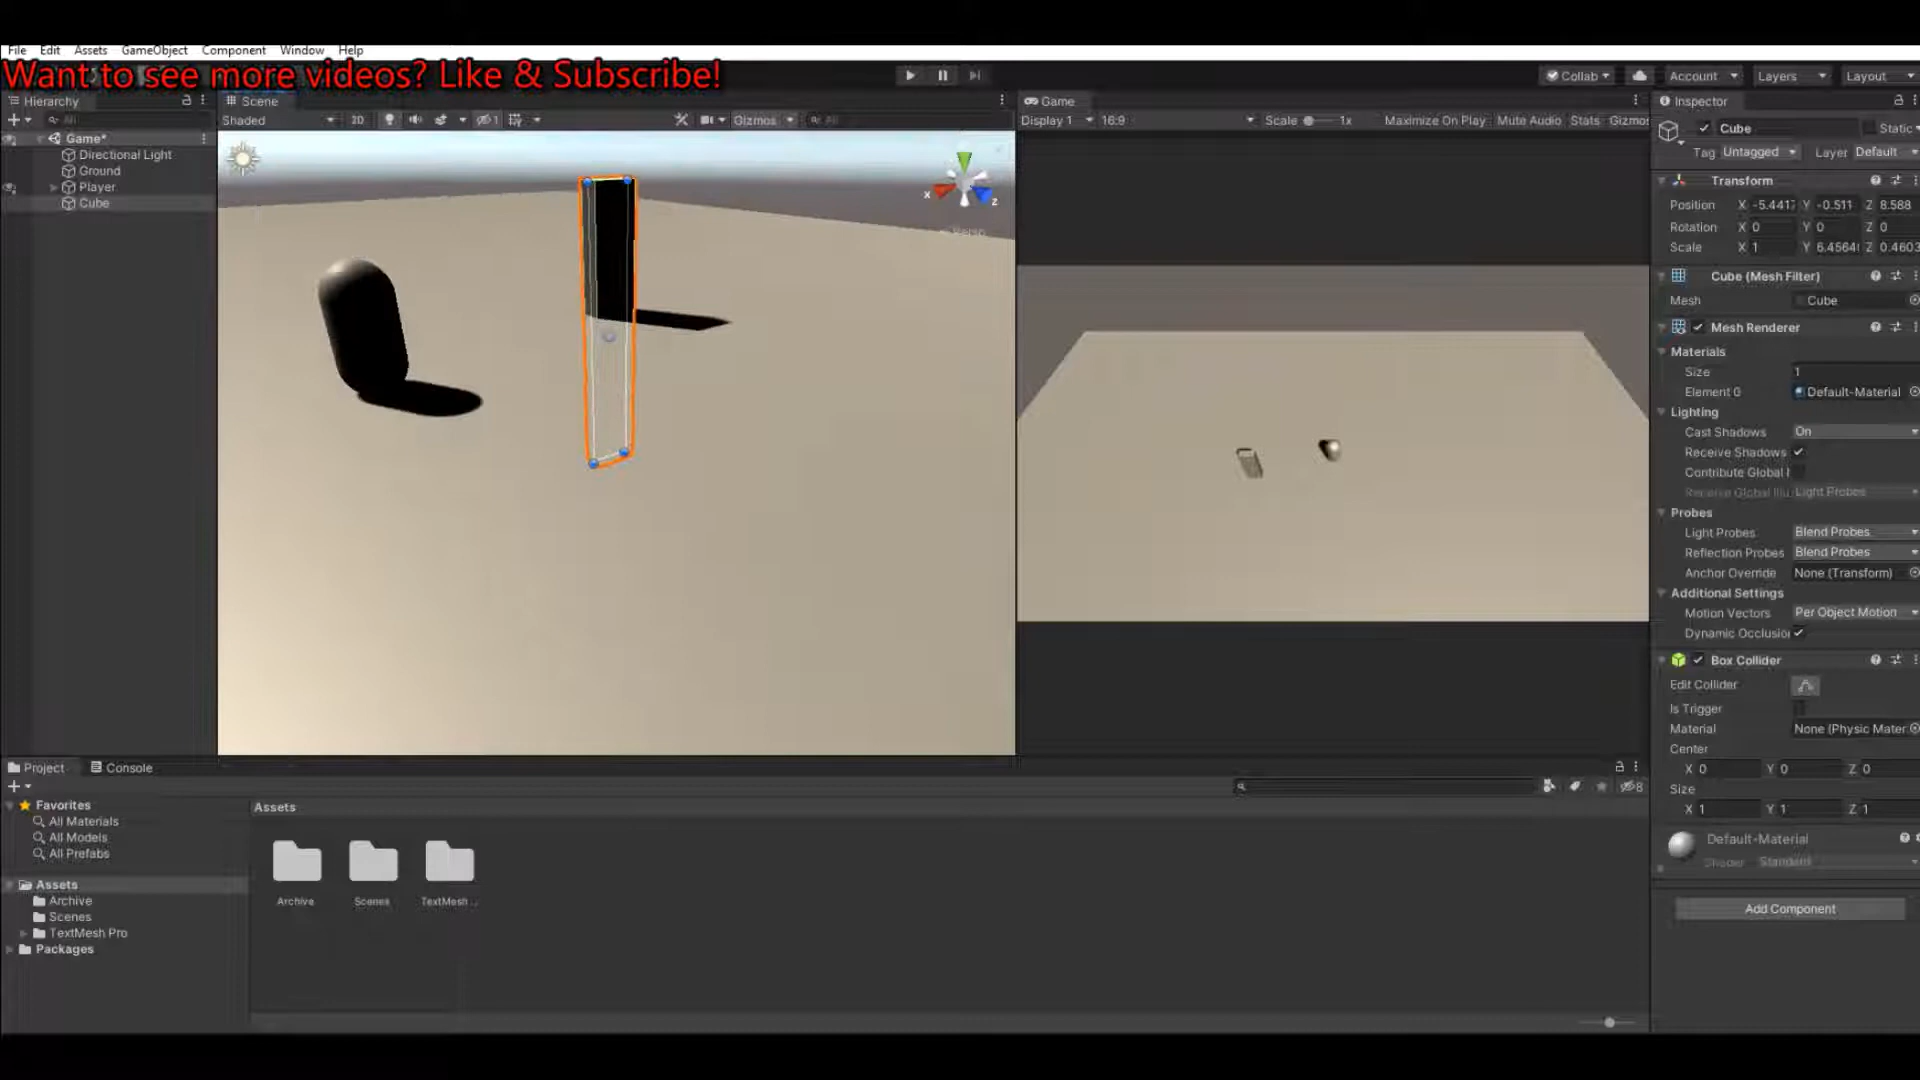 File Edit Assets GameObject Component Window Help
Want to see more videos? Like & Subscribe!
Collab Account Layers Layout
Hierarchy
All
Game*
Directional Light
Ground
Player
Cube
Scene
Shaded 2D 1 Gizmos All
x z
Persp
Game
Display 1 16:9 Scale 1x Maximize On Play Mute Audio Stats Gizmos
Inspector
Cube Static
Tag Untagged Layer Default
Transform
Position X -5.441 Y -0.511 Z 8.588
Rotation X 0 Y 0 Z 0
Scale X 1 Y 6.4564 Z 0.4603
Cube (Mesh Filter)
Mesh Cube
Mesh Renderer
Materials
Size 1
Element 0 Default-Material
Lighting
Cast Shadows On
Receive Shadows
Contribute Global I
Receive Global Illu Light Probes
Probes
Light Probes Blend Probes
Reflection Probes Blend Probes
Anchor Override None (Transform)
Additional Settings
Motion Vectors Per Object Motion
Dynamic Occlusio
Box Collider
Edit Collider
Is Trigger
Material None (Physic Mater
Center
X 0 Y 0 Z 0
Size
X 1 Y 1 Z 1
Default-Material
Shader Standard
Add Component
Project Console
8
Favorites
All Materials
All Models
All Prefabs
Assets
Archive
Scenes
TextMesh Pro
Packages
Assets
Archive Scenes TextMesh ...